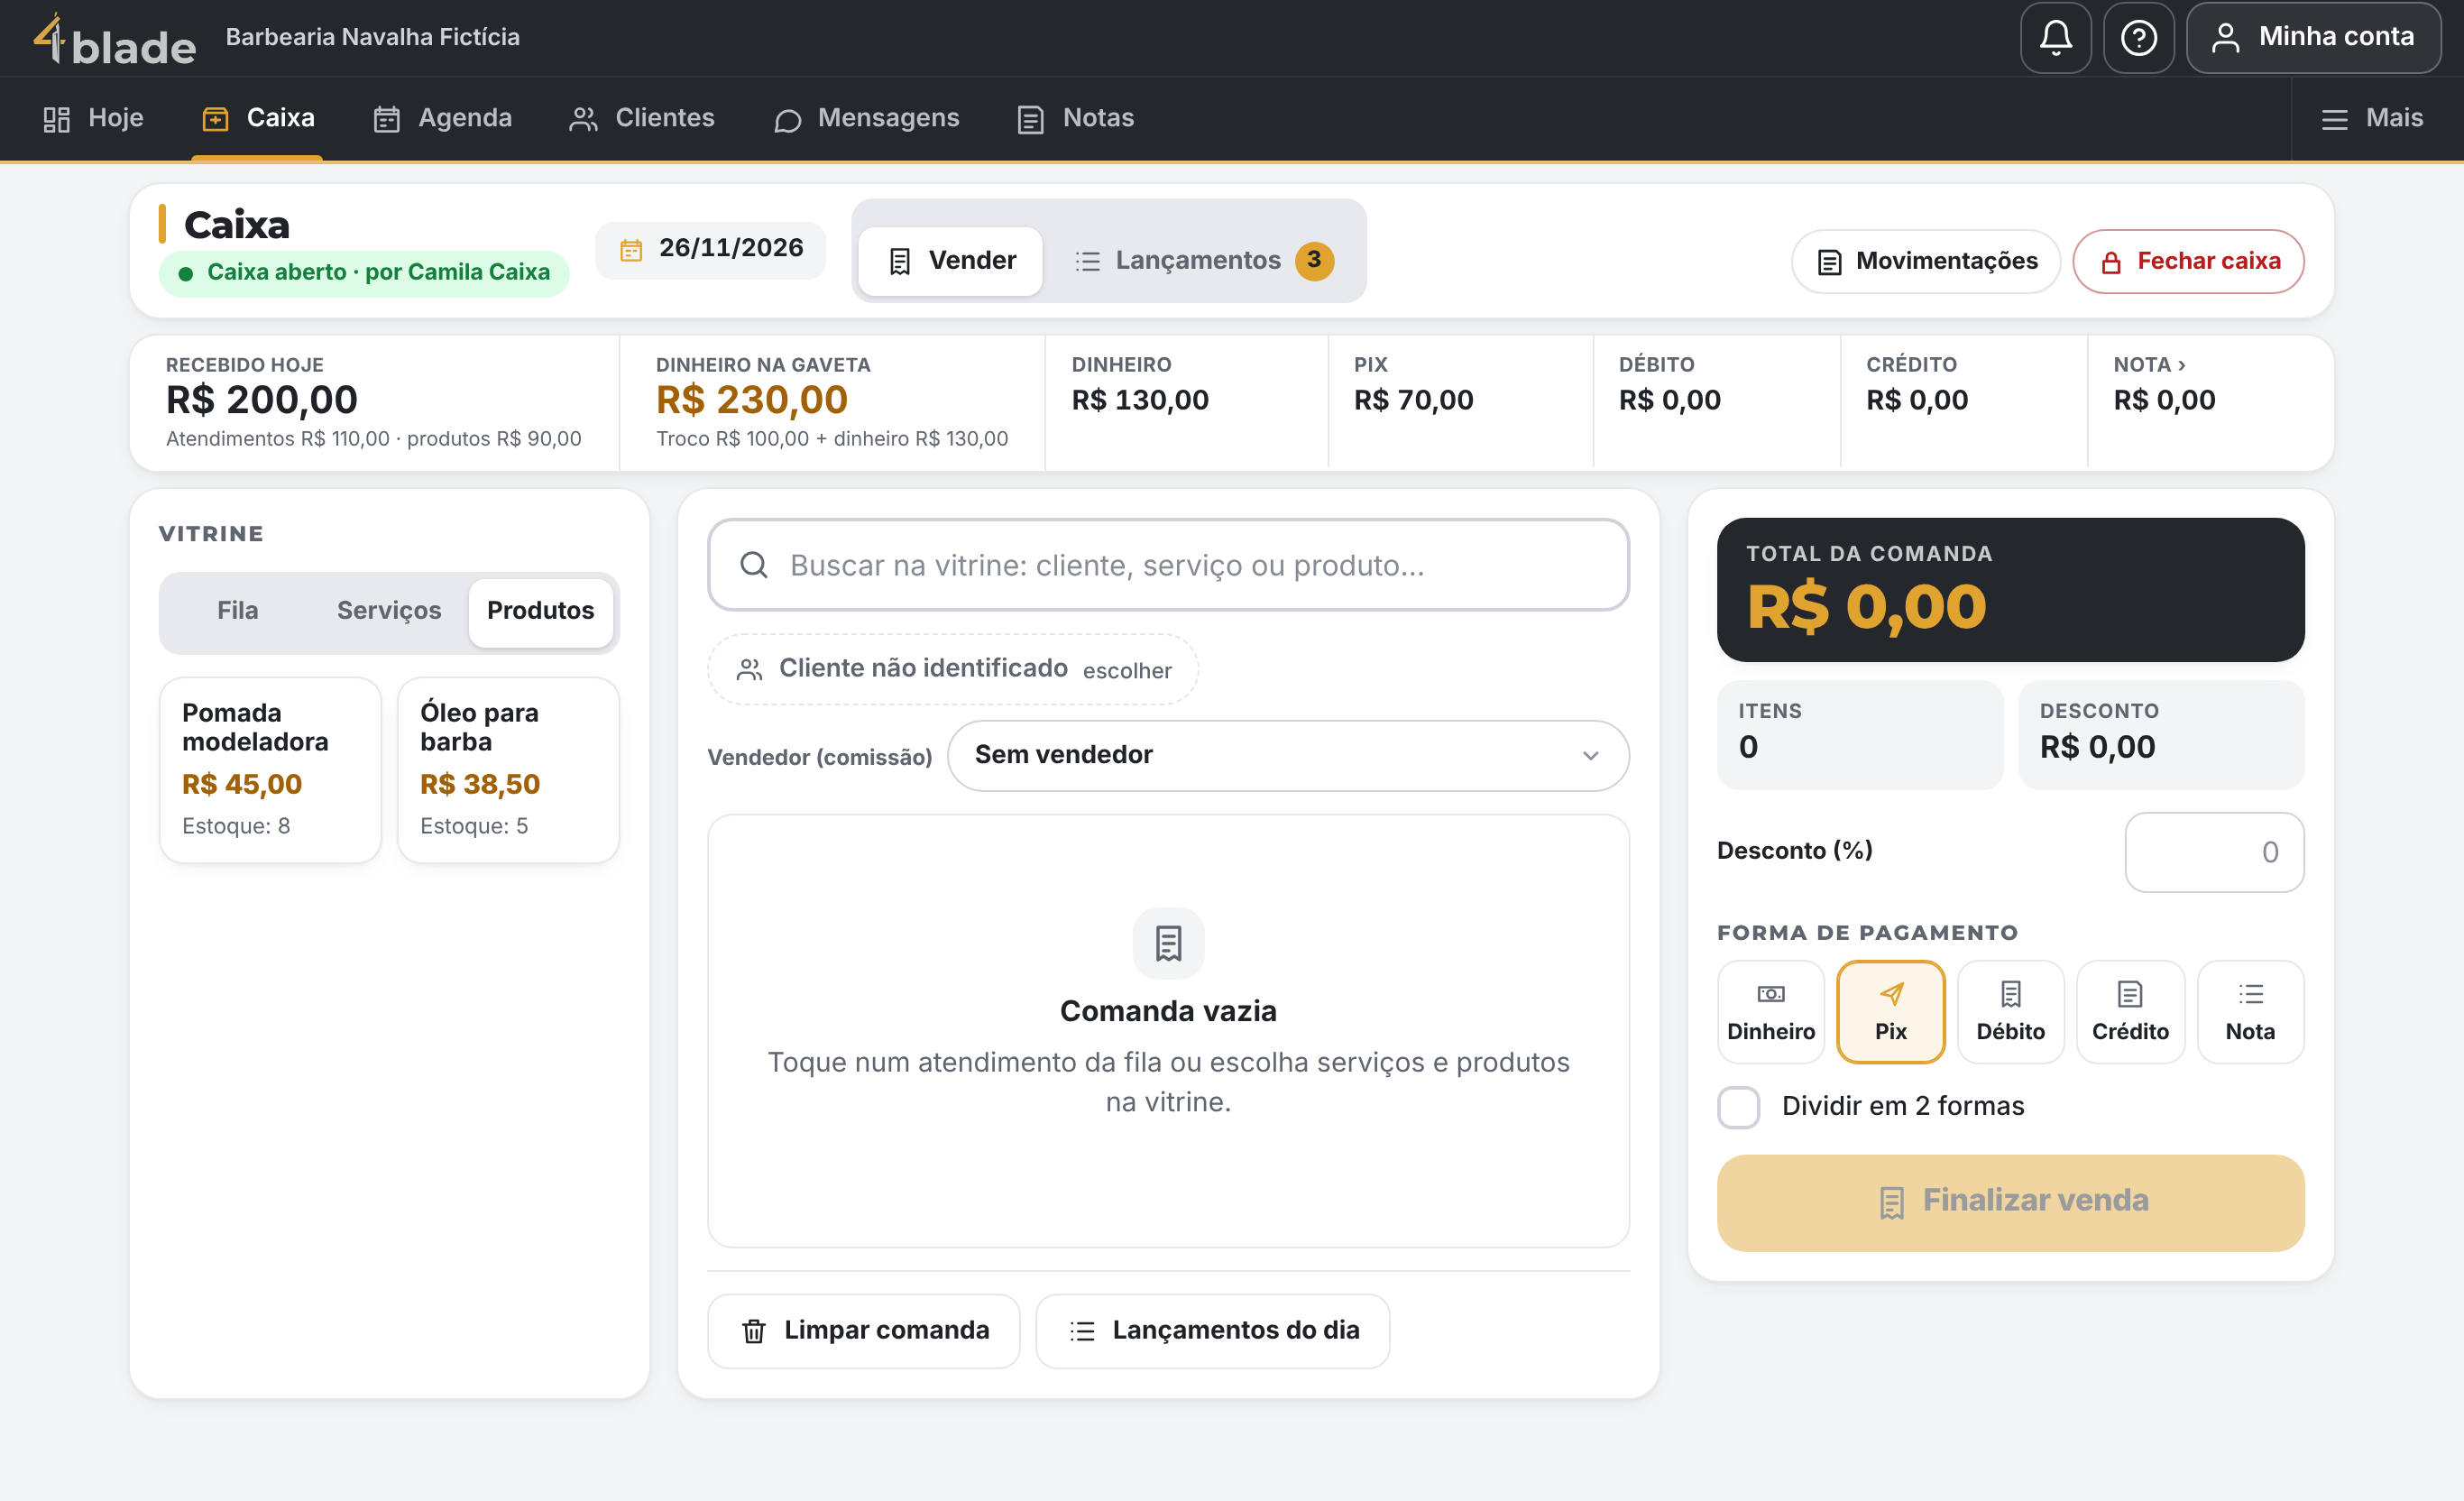 4blade
Barbearia Navalha Fictícia
Minha conta
Hoje
Caixa
Agenda
Clientes
Mensagens
Notas
Mais
Caixa
Caixa aberto · por Camila Caixa
26/11/2026
Vender
Lançamentos 3
Movimentações
Fechar caixa
RECEBIDO HOJE
R$ 200,00
Atendimentos R$ 110,00 · produtos R$ 90,00
DINHEIRO NA GAVETA
R$ 230,00
Troco R$ 100,00 + dinheiro R$ 130,00
DINHEIRO
R$ 130,00
PIX
R$ 70,00
DÉBITO
R$ 0,00
CRÉDITO
R$ 0,00
NOTA ›
R$ 0,00
VITRINE
Fila
Serviços
Produtos
Pomada
modeladora
R$ 45,00
Estoque: 8
Óleo para
barba
R$ 38,50
Estoque: 5
Buscar na vitrine: cliente, serviço ou produto...
Cliente não identificado escolher
Vendedor (comissão)
Sem vendedor
Comanda vazia
Toque num atendimento da fila ou escolha serviços e produtos
na vitrine.
Limpar comanda
Lançamentos do dia
TOTAL DA COMANDA
R$ 0,00
ITENS
0
DESCONTO
R$ 0,00
Desconto (%)
0
FORMA DE PAGAMENTO
Dinheiro
Pix
Débito
Crédito
Nota
Dividir em 2 formas
Finalizar venda